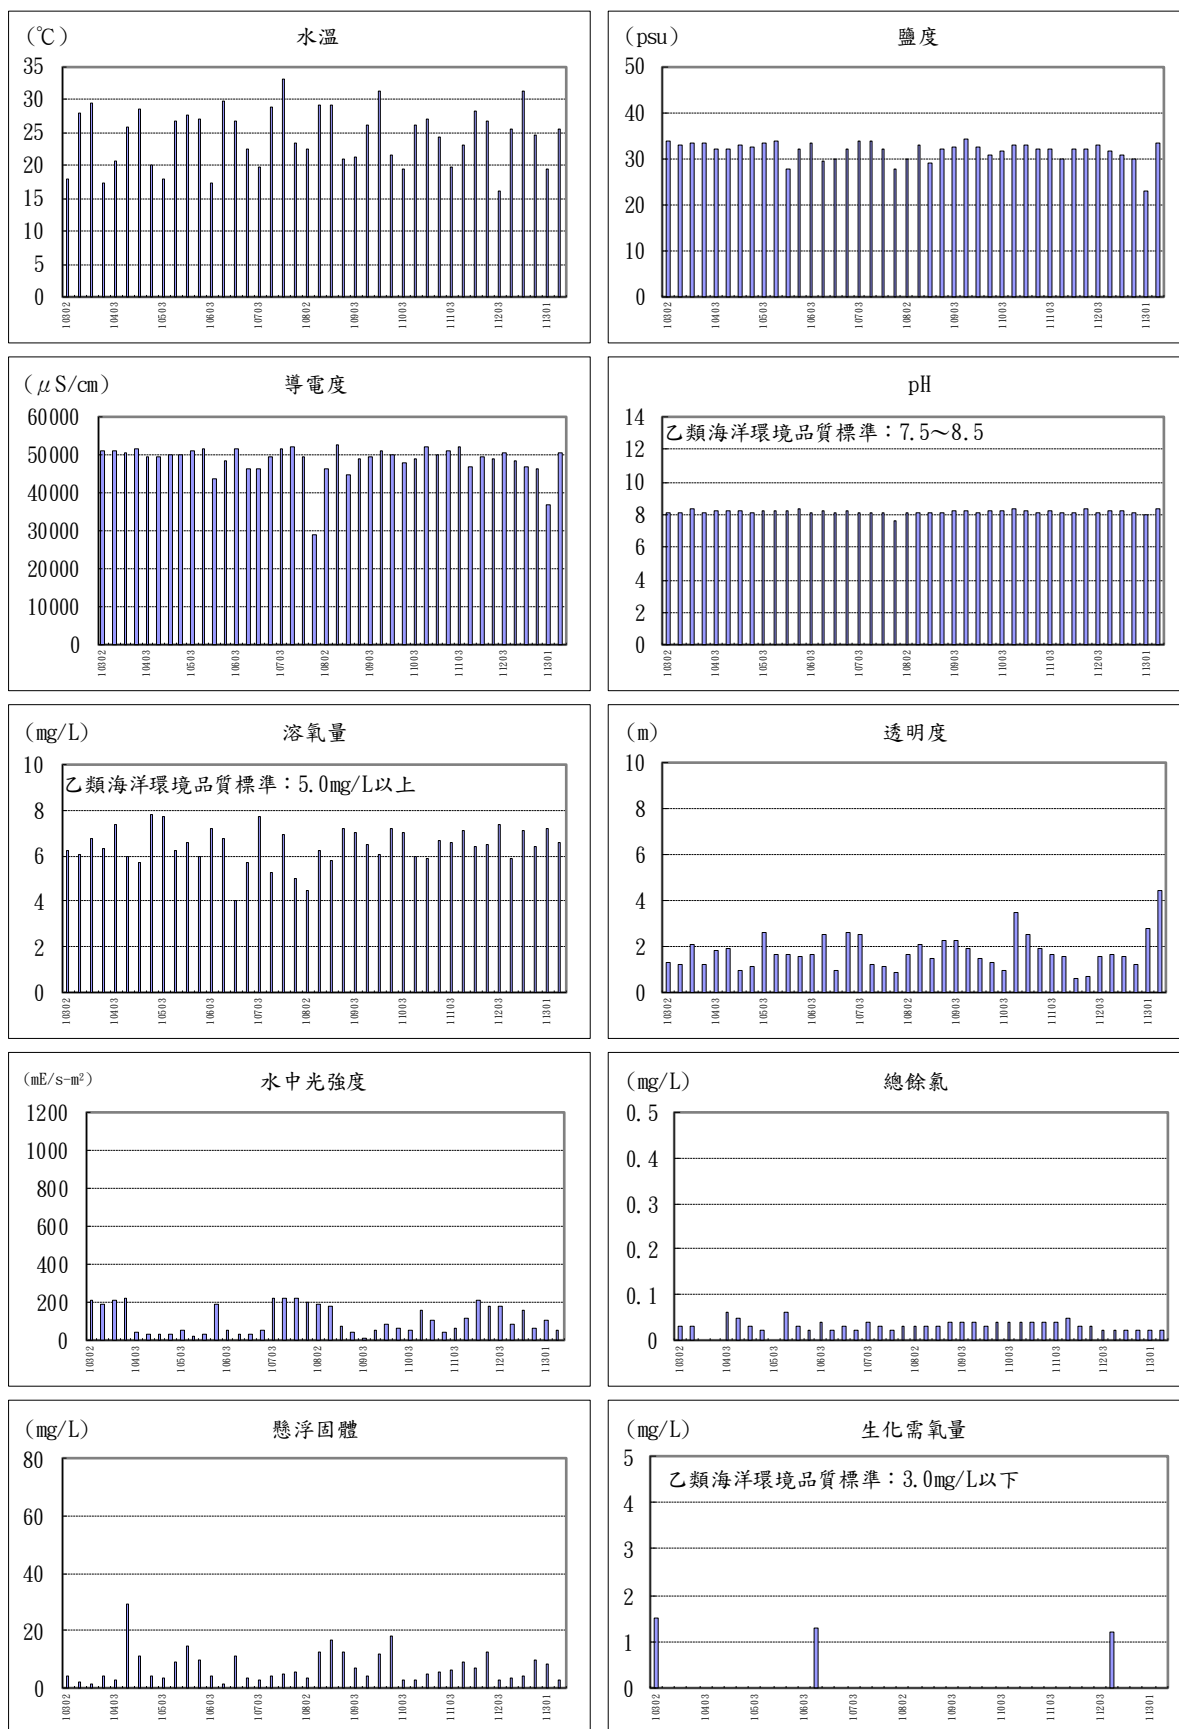 (℃) 水溫
35
30
25
20
15
10
5
0
10302 10403 10503 10603 10703 10802 10903 11003 11103 11203 11301
(psu) 鹽度
50
40
30
20
10
0
10302 10403 10503 10603 10703 10802 10903 11003 11103 11203 11301
(μS/cm) 導電度
60000
50000
40000
30000
20000
10000
0
10302 10403 10503 10603 10703 10802 10903 11003 11103 11203 11301
pH
乙類海洋環境品質標準：7.5～8.5
14
12
10
8
6
4
2
0
10302 10403 10503 10603 10703 10802 10903 11003 11103 11203 11301
(mg/L) 溶氧量
乙類海洋環境品質標準：5.0mg/L以上
10
8
6
4
2
0
10302 10403 10503 10603 10703 10802 10903 11003 11103 11203 11301
(m) 透明度
10
8
6
4
2
0
10302 10403 10503 10603 10703 10802 10903 11003 11103 11203 11301
(mE/s-m²) 水中光強度
1200
1000
800
600
400
200
0
10302 10403 10503 10603 10703 10802 10903 11003 11103 11203 11301
(mg/L) 總餘氯
0.5
0.4
0.3
0.2
0.1
0
10302 10403 10503 10603 10703 10802 10903 11003 11103 11203 11301
(mg/L) 懸浮固體
80
60
40
20
0
10302 10403 10503 10603 10703 10802 10903 11003 11103 11203 11301
(mg/L) 生化需氧量
乙類海洋環境品質標準：3.0mg/L以下
5
4
3
2
1
0
10302 10403 10503 10603 10703 10802 10903 11003 11103 11203 11301